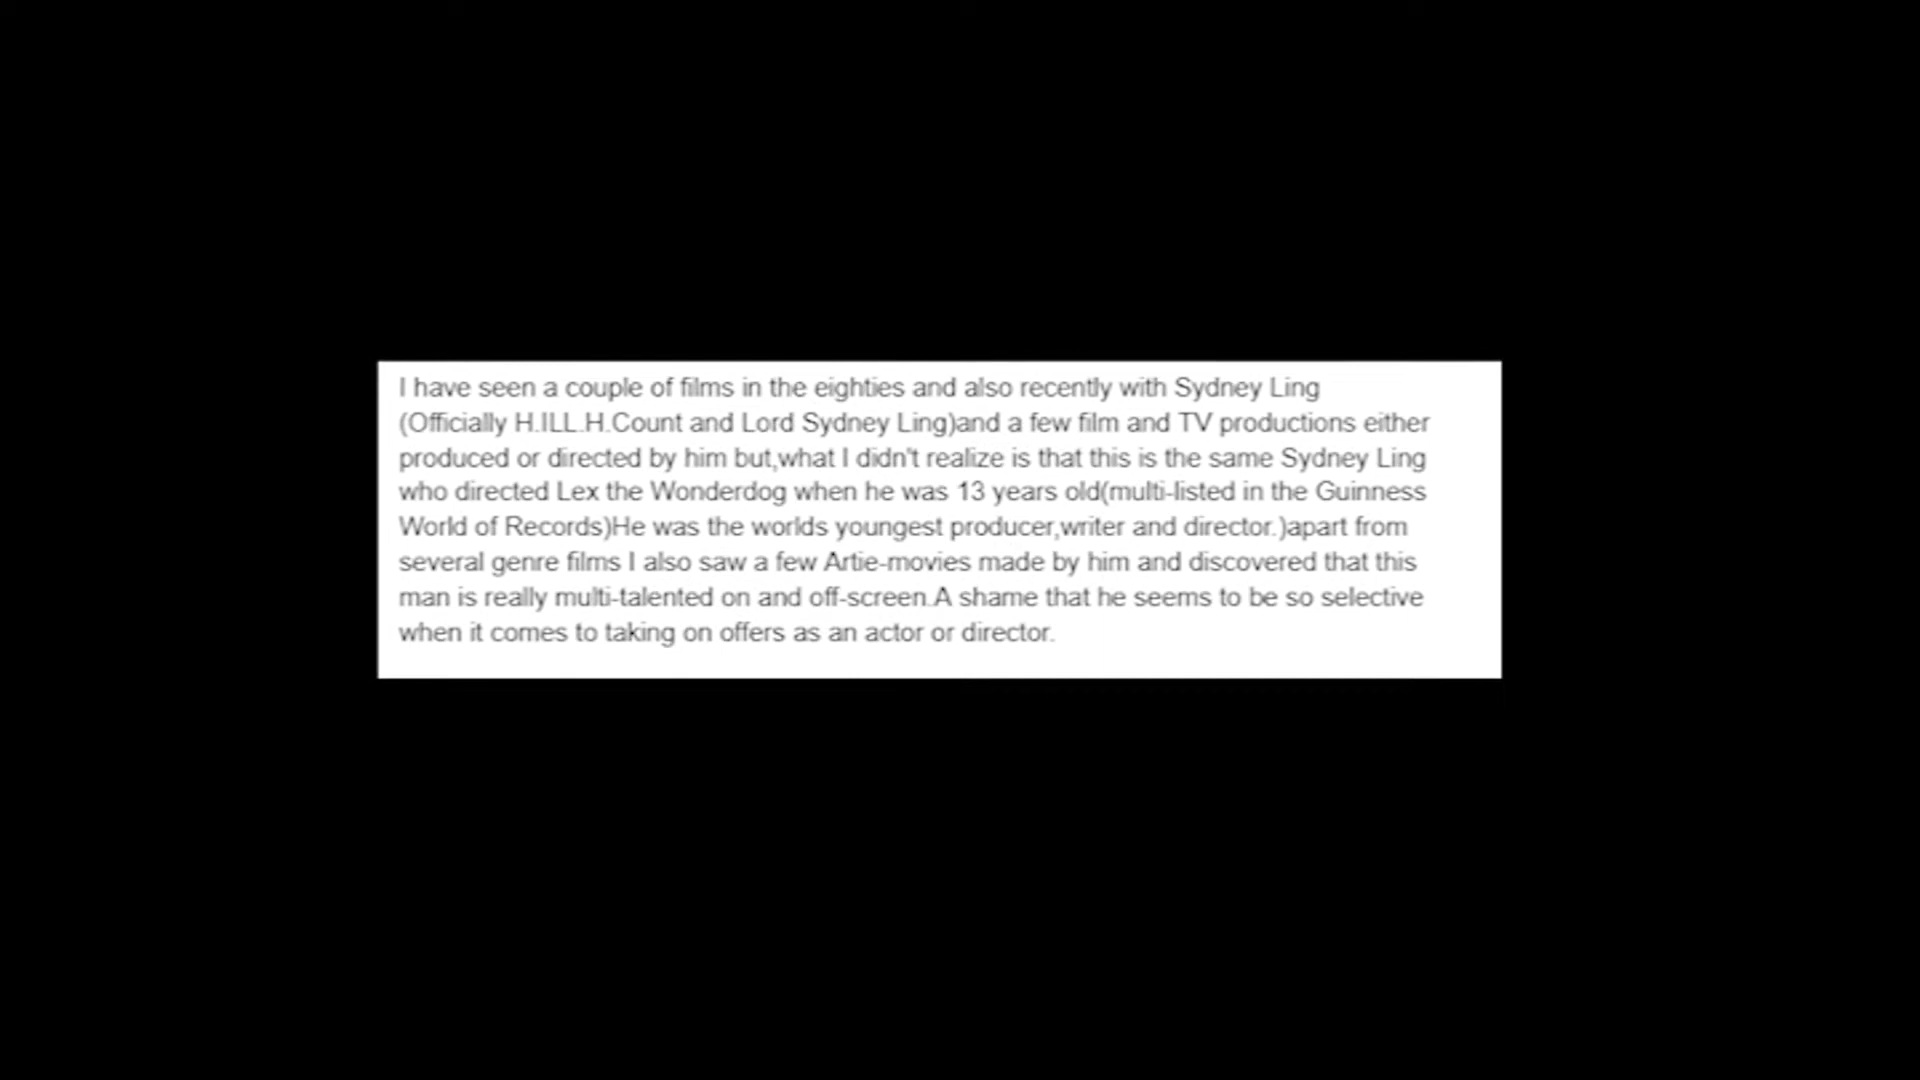 I have seen a couple of films in the eighties and also recently with Sydney Ling
(Officially H.ILL.H.Count and Lord Sydney Ling)and a few film and TV productions either
produced or directed by him but,what I didn't realize is that this is the same Sydney Ling
who directed Lex the Wonderdog when he was 13 years old(multi-listed in the Guinness
World of Records)He was the worlds youngest producer,writer and director.)apart from
several genre films I also saw a few Artie-movies made by him and discovered that this
man is really multi-talented on and off-screen.A shame that he seems to be so selective
when it comes to taking on offers as an actor or director.